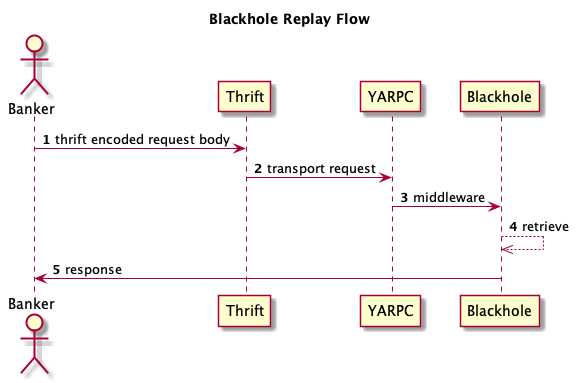 Blackhole Replay Flow
Banker
Thrift
YARPC
Blackhole
1 thrift encoded request body
2 transport request
3 middleware
4 retrieve
5 response
Banker
Thrift
YARPC
Blackhole